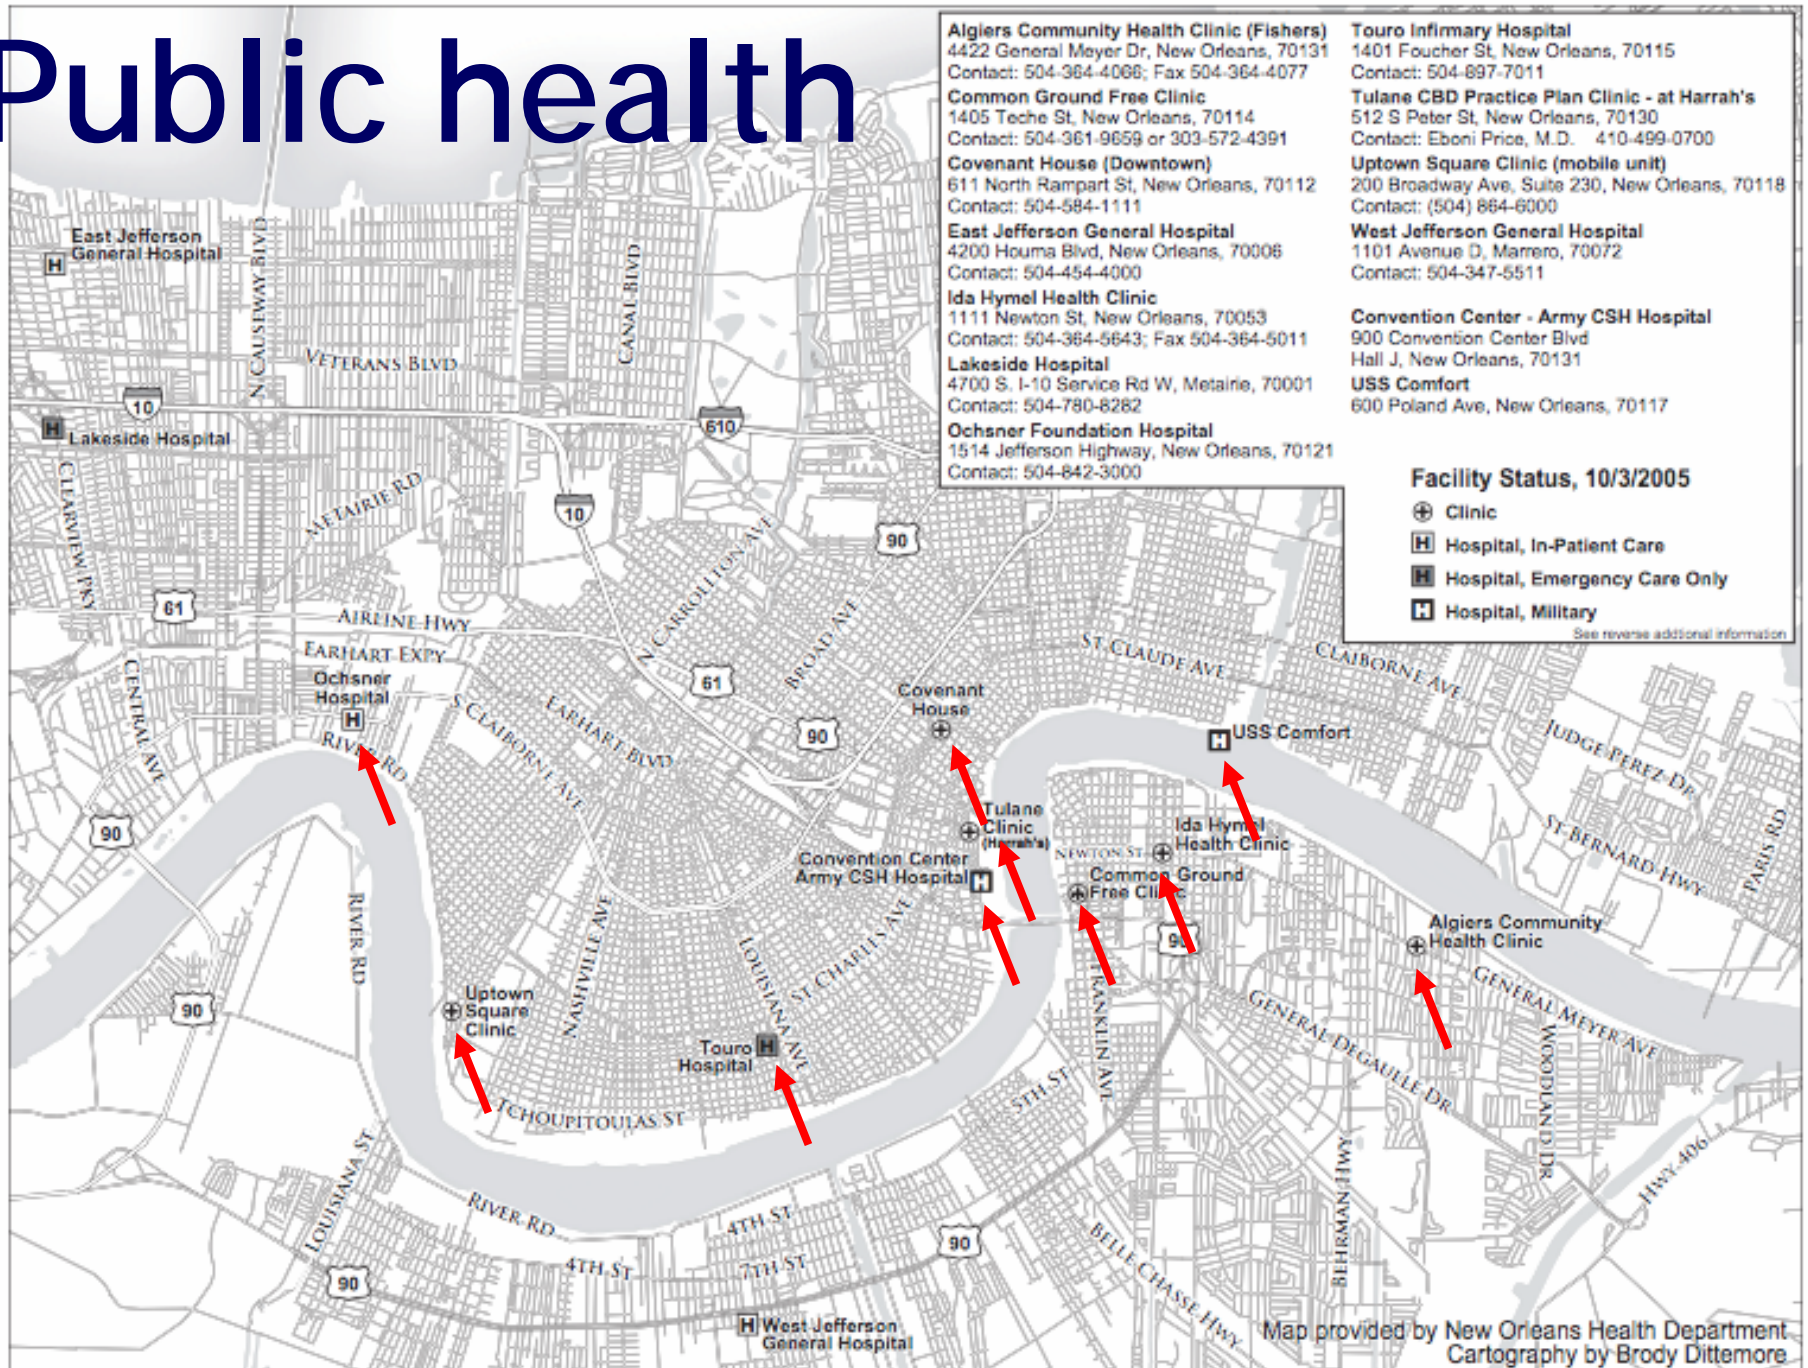 Public health
Algiers Community Health Clinic (Fishers)
4422 General Meyer Dr, New Orleans, 70131
Contact: 504-364-4066; Fax 504-364-4077
Common Ground Free Clinic
1405 Teche St, New Orleans, 70114
Contact: 504-361-9659 or 303-572-4391
Covenant House (Downtown)
611 North Rampart St, New Orleans, 70112
Contact: 504-584-1111
East Jefferson General Hospital
4200 Houma Blvd, New Orleans, 70006
Contact: 504-454-4000
Ida Hymel Health Clinic
1111 Newton St, New Orleans, 70053
Contact: 504-364-5643; Fax 504-364-5011
Lakeside Hospital
4700 S. I-10 Service Rd W, Metairie, 70001
Contact: 504-780-8282
Ochsner Foundation Hospital
1514 Jefferson Highway, New Orleans, 70121
Contact: 504-842-3000
Touro Infirmary Hospital
1401 Foucher St, New Orleans, 70115
Contact: 504-897-7011
Tulane CBD Practice Plan Clinic - at Harrah's
512 S Peter St, New Orleans, 70130
Contact: Eboni Price, M.D. 410-499-0700
Uptown Square Clinic (mobile unit)
200 Broadway Ave, Suite 230, New Orleans, 70118
Contact: (504) 864-6000
West Jefferson General Hospital
1101 Avenue D, Marrero, 70072
Contact: 504-347-5511
Convention Center - Army CSH Hospital
900 Convention Center Blvd
Hall J, New Orleans, 70131
USS Comfort
600 Poland Ave, New Orleans, 70117
Facility Status, 10/3/2005
Clinic
H Hospital, In-Patient Care
H Hospital, Emergency Care Only
H Hospital, Military
See reverse addtional information
East Jefferson
General Hospital
H
N CAUSEWAY BLVD
CANAL BLVD
VETERANS BLVD
10
610
H
Lakeside Hospital
CLEARVIEW PKY
METAIRIE RD
10
90
N CARROLLTON AVE
61
AIRLINE HWY
EARHART EXPY
BROAD AVE
ST CLAUDE AVE
CLAIBORNE AVE
CENTRAL AVE
Ochsner
Hospital
H
RIVER RD
S CLAIBORNE AVE
EARHART BLVD
61
90
Covenant
House
H
USS Comfort
JUDGE PEREZ DR
ST BERNARD HWY
PARIS RD
90
Tulane
Clinic
(Harrah's)
Ida Hymel
Health Clinic
NEWTON ST
Convention Center
Army CSH Hospital
H
Common Ground
Free Clinic
90
Algiers Community
Health Clinic
RIVER RD
NASHVILLE AVE
LOUISIANA AVE
ST CHARLES AVE
FRANKLIN AVE
GENERAL DEGAULLE DR
GENERAL MEYER AVE
WOODLAND DR
90
Uptown
Square
Clinic
Touro
Hospital
H
TCHOUPITOULAS ST
5TH ST
LOUISIANA ST
RIVER RD
4TH ST
4TH ST
7TH ST
90
90
BELLE CHASSE HWY
BEHRMAN HWY
HWY 406
H
West Jefferson
General Hospital
Map provided by New Orleans Health Department
Cartography by Brody Dittemore